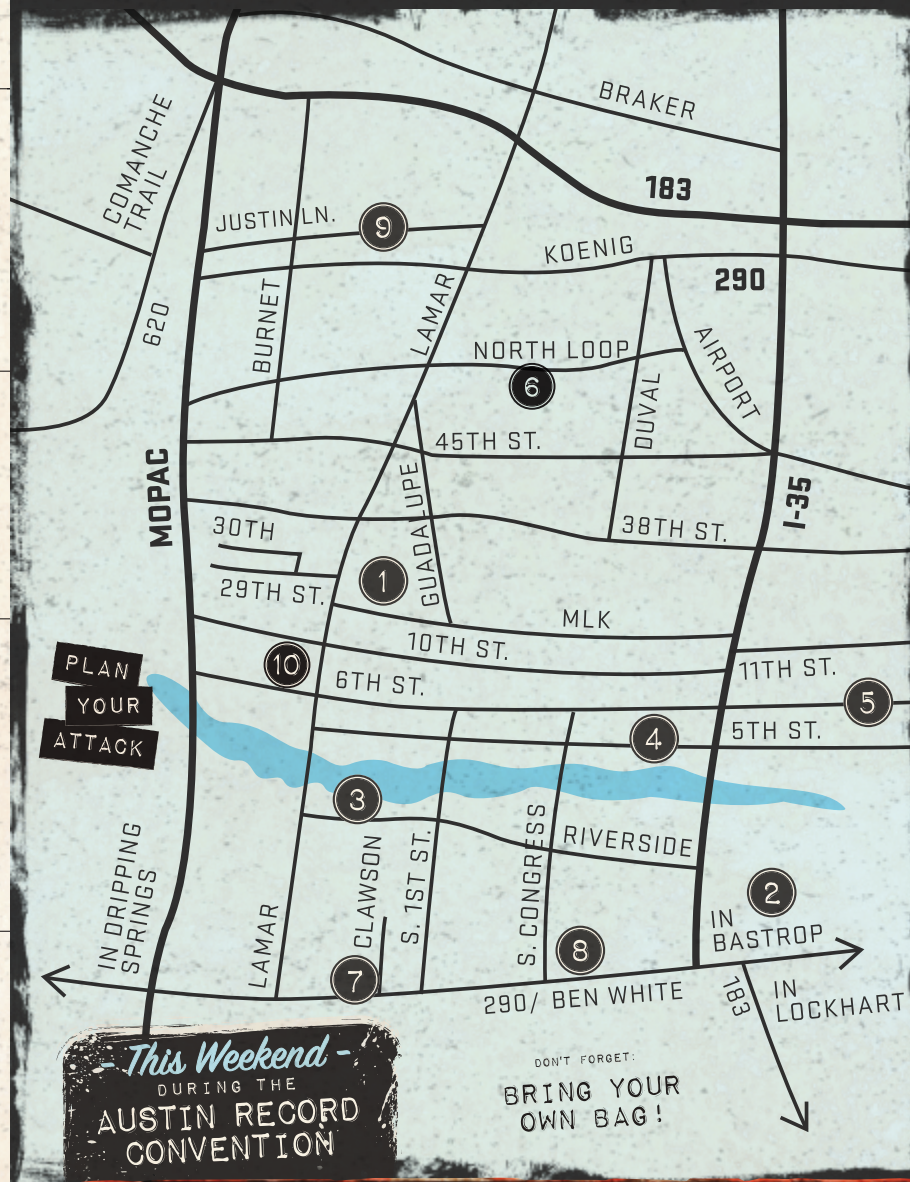 BRAKER
COMANCHE
TRAIL
183
JUSTIN LN.
9
KOENIG
290
620
BURNET
LAMAR
NORTH LOOP
AIRPORT
6
DUVAL
45TH ST.
MOPAC
GUADALUPE
I-35
30TH
38TH ST.
29TH ST.
1
MLK
10TH ST.
PLAN
YOUR
ATTACK
10
6TH ST.
11TH ST.
5
4
5TH ST.
3
RIVERSIDE
IN DRIPPING
SPRINGS
LAMAR
CLAWSON
S. 1ST ST.
S. CONGRESS
2
IN
BASTROP
7
8
290/ BEN WHITE
183
IN
LOCKHART
- This Weekend -
DURING THE
AUSTIN RECORD
CONVENTION
DON'T FORGET:
BRING YOUR
OWN BAG!